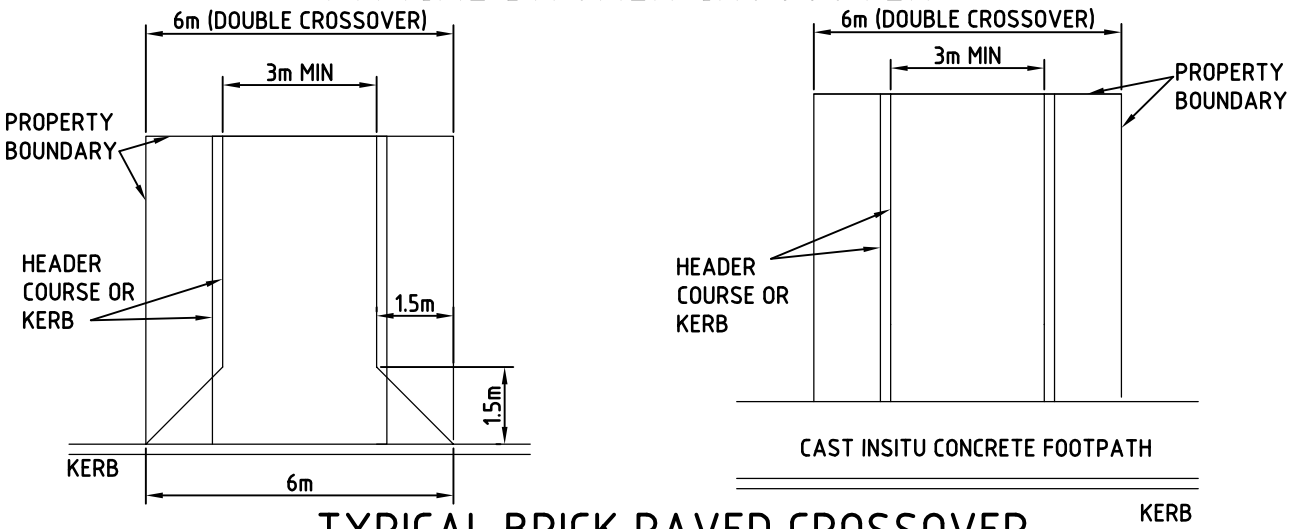 6m (DOUBLE CROSSOVER)
3m MIN
PROPERTY
BOUNDARY
HEADER
COURSE OR
KERB
1.5m
1.5m
KERB
6m
6m (DOUBLE CROSSOVER)
3m MIN
PROPERTY
BOUNDARY
HEADER
COURSE OR
KERB
CAST INSITU CONCRETE FOOTPATH
KERB
TYPICAL BRICK PAVED CROSSOVER